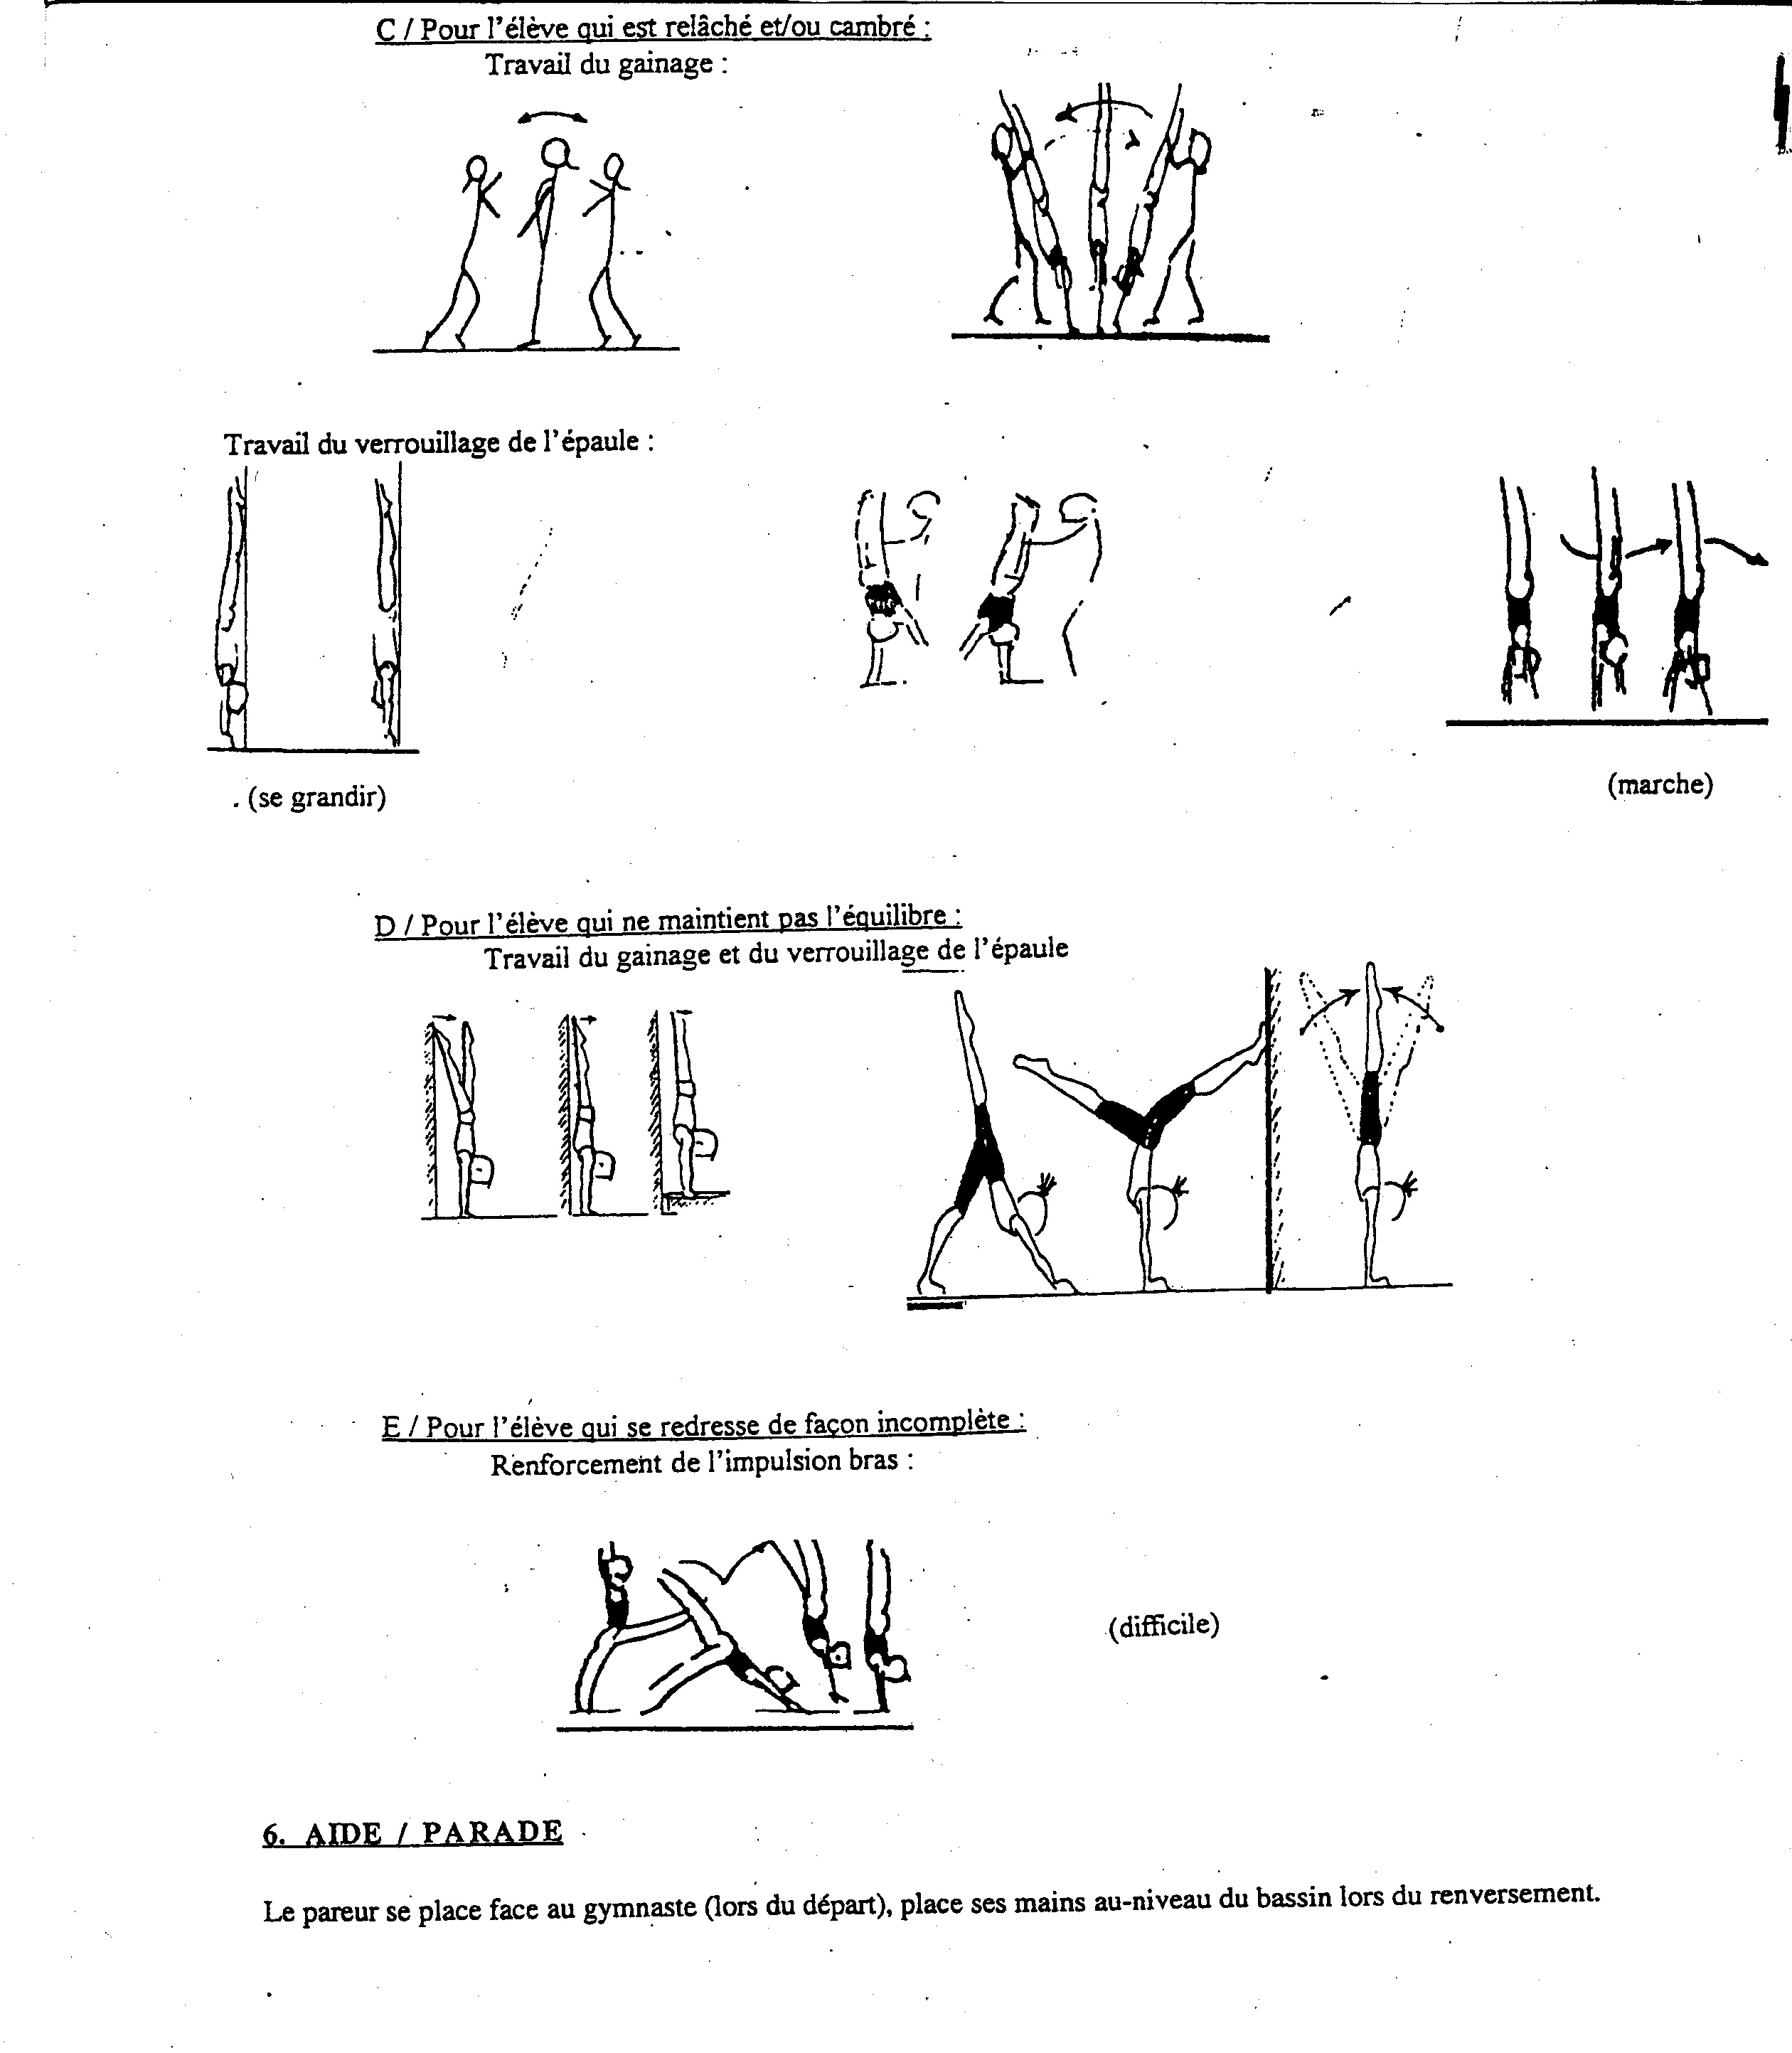 C / Pour l'élève qui est relâché et/ou cambré :
Travail du gainage :
Travail du verrouillage de l'épaule :
. (se grandir)
(marche)
D / Pour l'élève qui ne maintient pas l'équilibre :
Travail du gainage et du verrouillage de l'épaule
E / Pour l'élève qui se redresse de façon incomplète :
Renforcement de l'impulsion bras :
(difficile)
6. AIDE / PARADE
Le pareur se place face au gymnaste (lors du départ), place ses mains au-niveau du bassin lors du renversement.